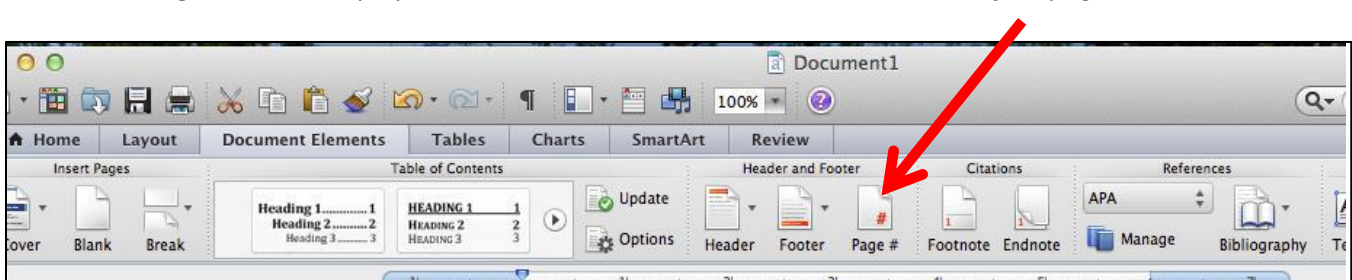 Document1
100%
Home Layout Document Elements Tables Charts SmartArt Review
Insert Pages Table of Contents Header and Footer Citations References
Heading 1 ............ 1 HEADING 1 1 Update APA
Heading 2 .......... 2 HEADING 2 2
Heading 3 .......... 3 HEADING 3 3 Options Manage
Cover Blank Break Header Footer Page # Footnote Endnote Bibliography